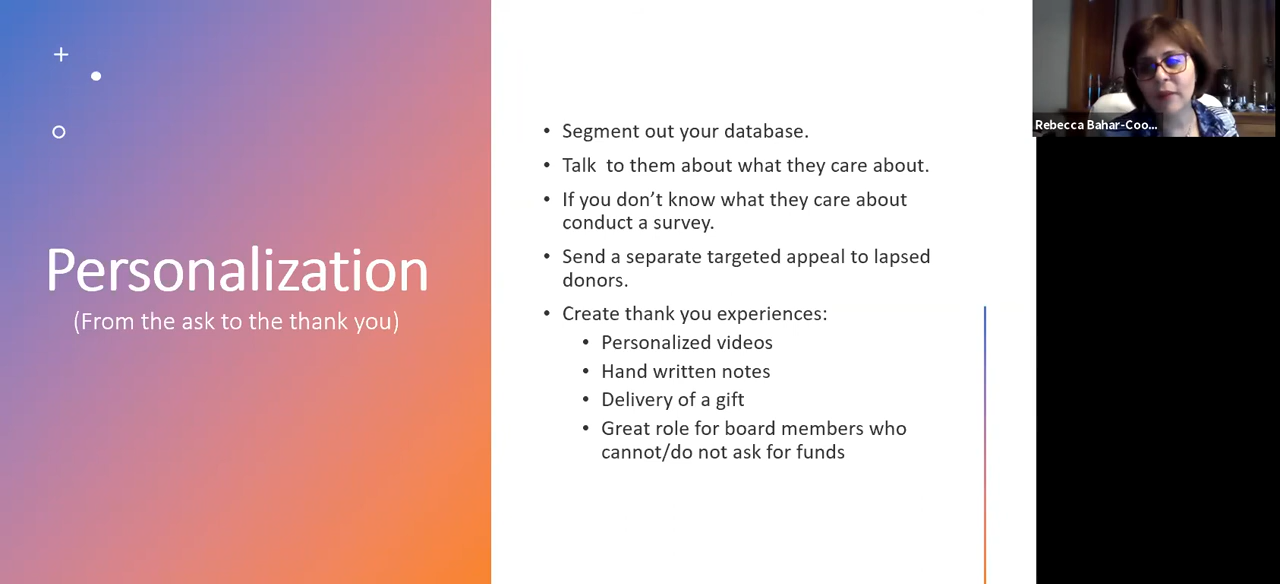 Personalization
(From the ask to the thank you)
• Segment out your database.
• Talk  to them about what they care about.
• If you don’t know what they care about
conduct a survey.
• Send a separate targeted appeal to lapsed
donors.
• Create thank you experiences:
• Personalized videos
• Hand written notes
• Delivery of a gift
• Great role for board members who
cannot/do not ask for funds
Rebecca Bahar-Coo...